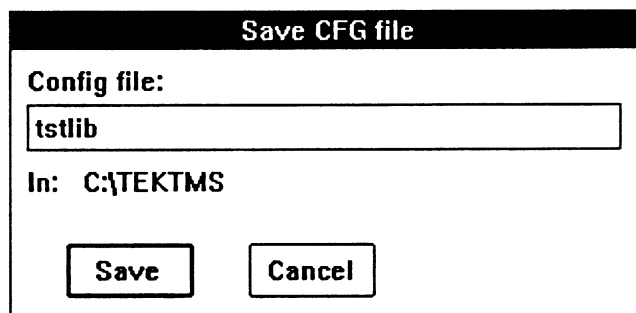 Save CFG file
Config file:
tstlib
In: C:\TEKTMS
Save Cancel